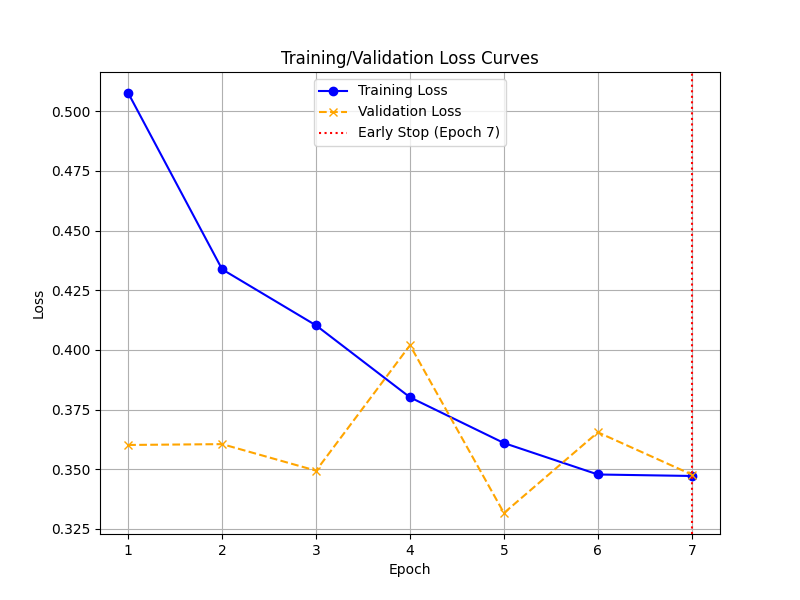 Training/Validation Loss Curves
Training Loss
Validation Loss
Early Stop (Epoch 7)
0.500
0.475
0.450
0.425
0.400
0.375
0.350
0.325
Loss
1 2 3 4 5 6 7
Epoch